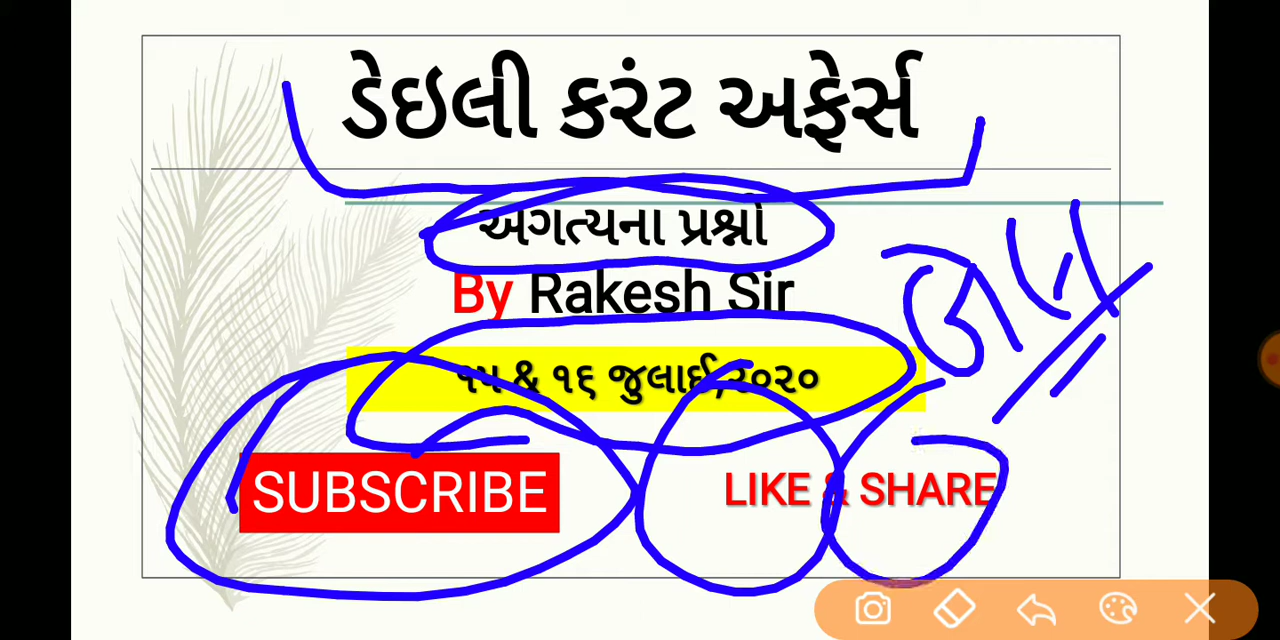 ડેઇલી કરંટ અફેર્સ
અગત્યના પ્રશ્નો
By Rakesh Sir
૧૫ & ૧૬ જુલાઈ,૨૦૨૦
SUBSCRIBE
LIKE & SHARE